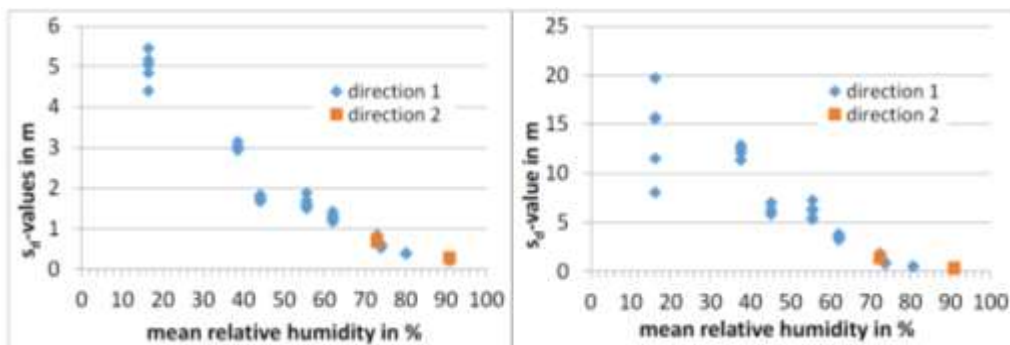 6
5
4
3
2
1
0
s_d-values in m
direction 1
direction 2
0 10 20 30 40 50 60 70 80 90 100
mean relative humidity in %
25
20
15
10
5
0
s_d-value in m
direction 1
direction 2
0 10 20 30 40 50 60 70 80 90 100
mean relative humidity in %